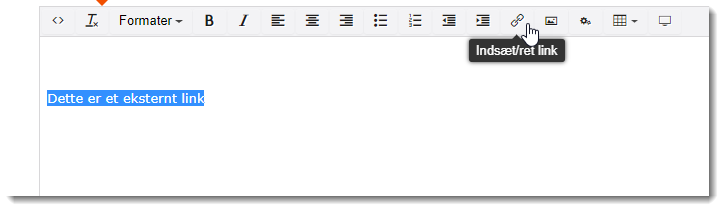 Formater B I
Indsæt/ret link
Dette er et eksternt link